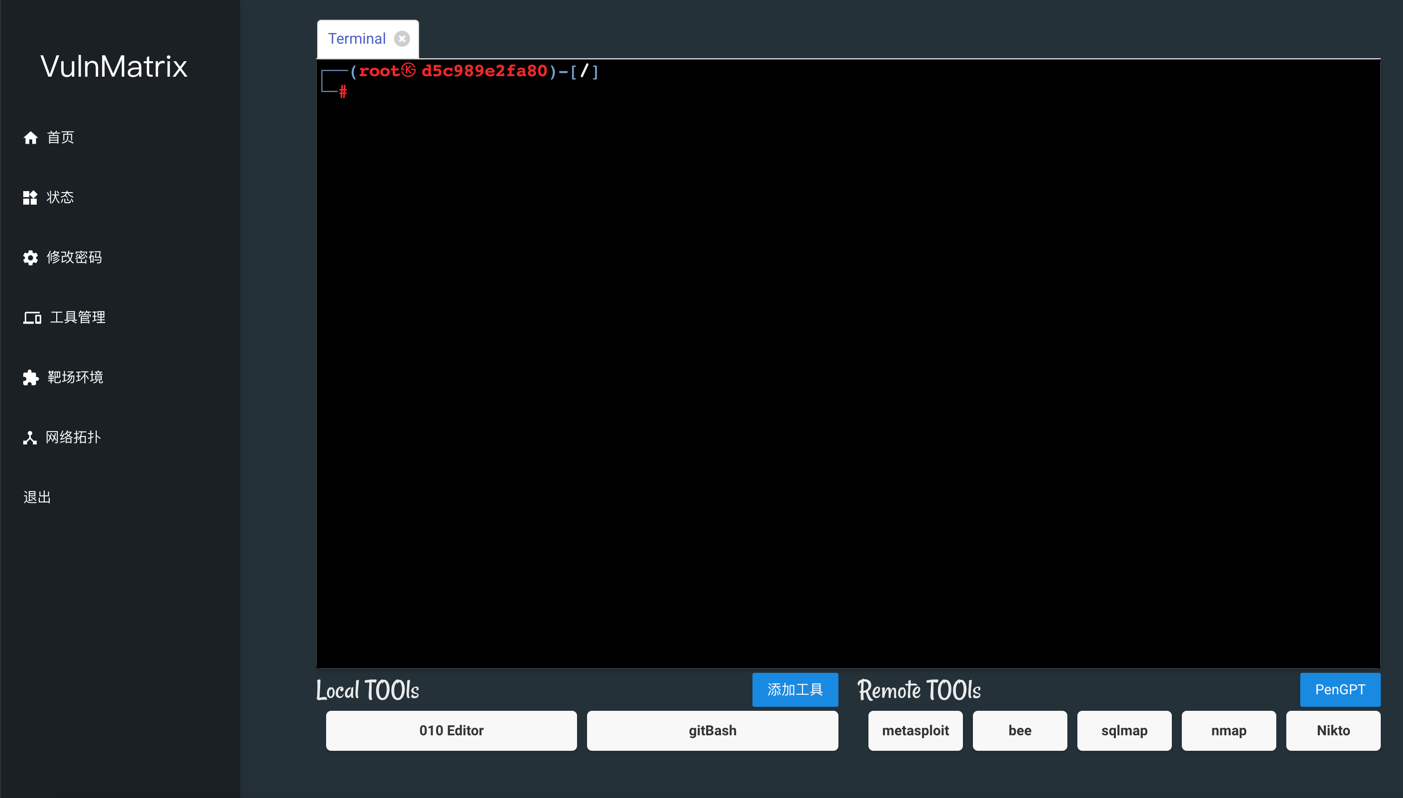 VulnMatrix
首页
状态
修改密码
工具管理
靶场环境
网络拓扑
退出
Terminal
┌──(root㉿d5c989e2fa80)-[/]
└─#
Local TOOls
添加工具
010 Editor
gitBash
Remote TOOls
PenGPT
metasploit
bee
sqlmap
nmap
Nikto